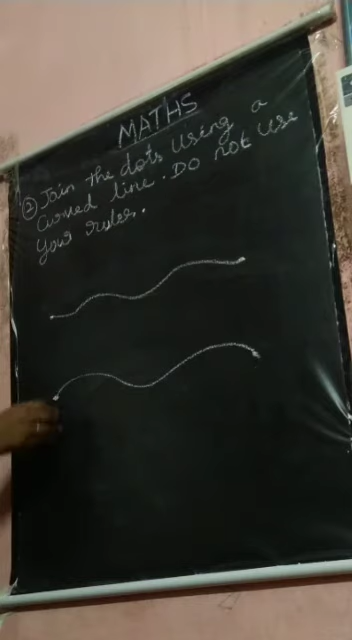 MATHS
② Join the dots using a
curved line. Do not use
your ruler.